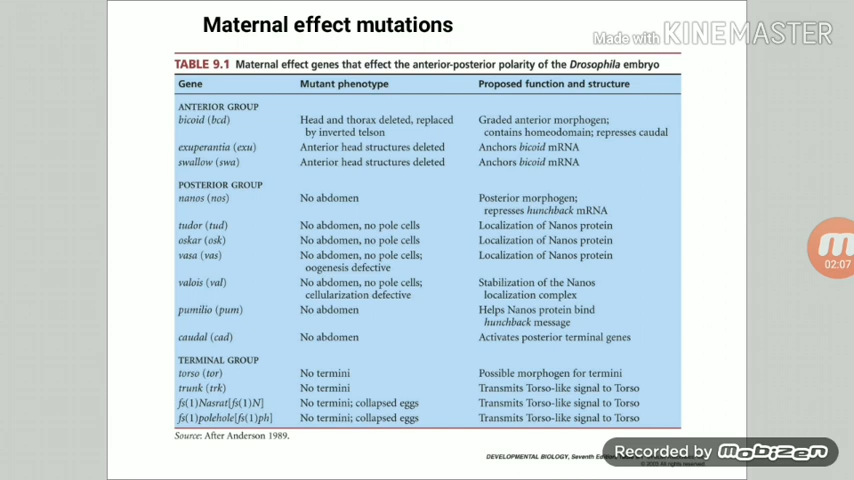 Maternal effect mutations
Made with KINEMASTER
TABLE 9.1 Maternal effect genes that effect the anterior-posterior polarity of the Drosophila embryo
Gene Mutant phenotype Proposed function and structure
ANTERIOR GROUP
bicoid (bcd) Head and thorax deleted, replaced Graded anterior morphogen;
by inverted telson contains homeodomain; represses caudal
exuperantia (exu) Anterior head structures deleted Anchors bicoid mRNA
swallow (swa) Anterior head structures deleted Anchors bicoid mRNA
POSTERIOR GROUP
nanos (nos) No abdomen Posterior morphogen;
represses hunchback mRNA
tudor (tud) No abdomen, no pole cells Localization of Nanos protein
oskar (osk) No abdomen, no pole cells Localization of Nanos protein
vasa (vas) No abdomen, no pole cells; Localization of Nanos protein
oogenesis defective
valois (val) No abdomen, no pole cells; Stabilization of the Nanos
cellularization defective localization complex
pumilio (pum) No abdomen Helps Nanos protein bind
hunchback message
caudal (cad) No abdomen Activates posterior terminal genes
TERMINAL GROUP
torso (tor) No termini Possible morphogen for termini
trunk (trk) No termini Transmits Torso-like signal to Torso
fs(1)Nasrat[fs(1)N] No termini; collapsed eggs Transmits Torso-like signal to Torso
fs(1)polehole[fs(1)ph] No termini; collapsed eggs Transmits Torso-like signal to Torso
Source: After Anderson 1989.
02:07
DEVELOPMENTAL BIOLOGY, Seventh
Recorded by mobizen
© 2003